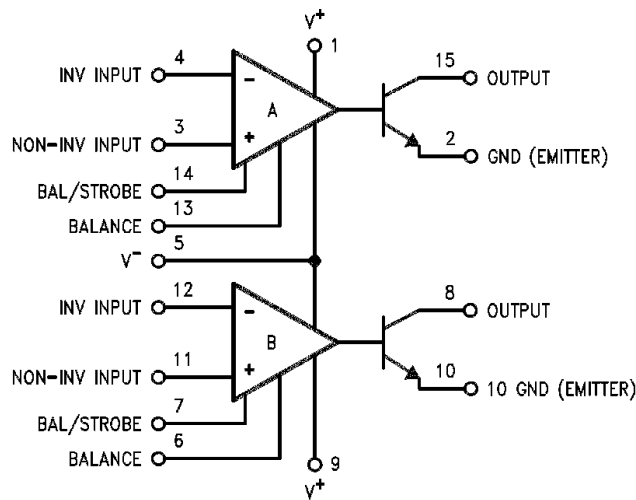 V+
1
4
INV INPUT
-
A
15
OUTPUT
3
NON-INV INPUT
+
2
GND (EMITTER)
14
BAL/STROBE
13
BALANCE
5
V-
12
INV INPUT
-
B
8
OUTPUT
11
NON-INV INPUT
+
10
10 GND (EMITTER)
7
BAL/STROBE
6
BALANCE
9
V+